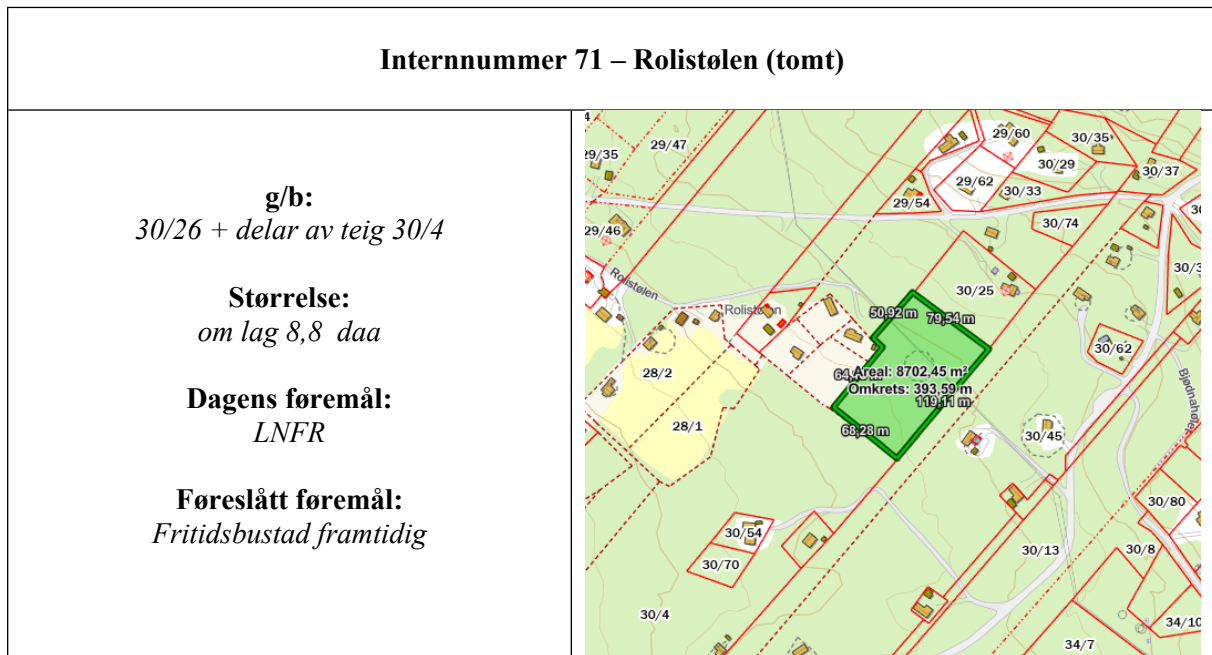 Internnummer 71 – Rolistølen (tomt)
g/b:
30/26 + delar av teig 30/4
Størrelse:
om lag 8,8 daa
Dagens føremål:
LNFR
Føreslått føremål:
Fritidsbustad framtidig
29/60
30/35
29/47
29/35
30/29
30/37
29/62
30/33
29/54
30/74
29/46
Rolistølen
30/25
Rolistølen
50,92 m
79,54 m
30/62
28/2
Areal: 8702,45 m²
Omkrets: 393,59 m
119,11 m
68,28 m
28/1
30/45
Bjødnahølet
30/80
30/54
30/13
30/8
30/70
30/4
34/10
34/7